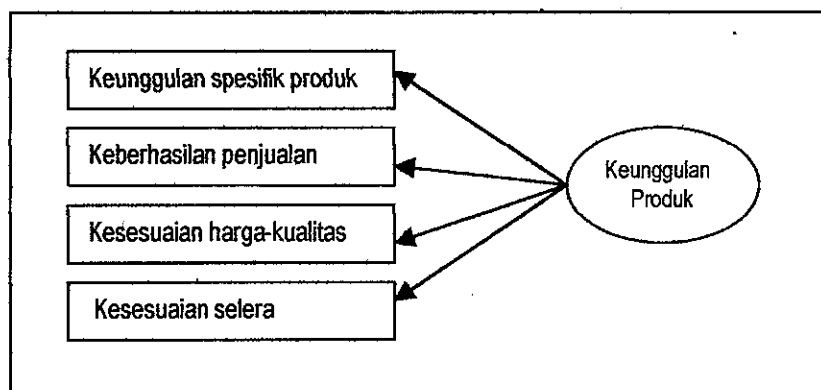 Keunggulan spesifik produk
Keberhasilan penjualan
Kesesuaian harga-kualitas
Kesesuaian selera
Keunggulan
Produk